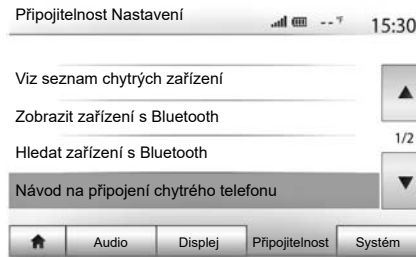 Připojitelnost Nastavení -- °F 15:30
Viz seznam chytrých zařízení
Zobrazit zařízení s Bluetooth
1/2
Hledat zařízení s Bluetooth
Návod na připojení chytrého telefonu
Audio Displej Připojitelnost Systém